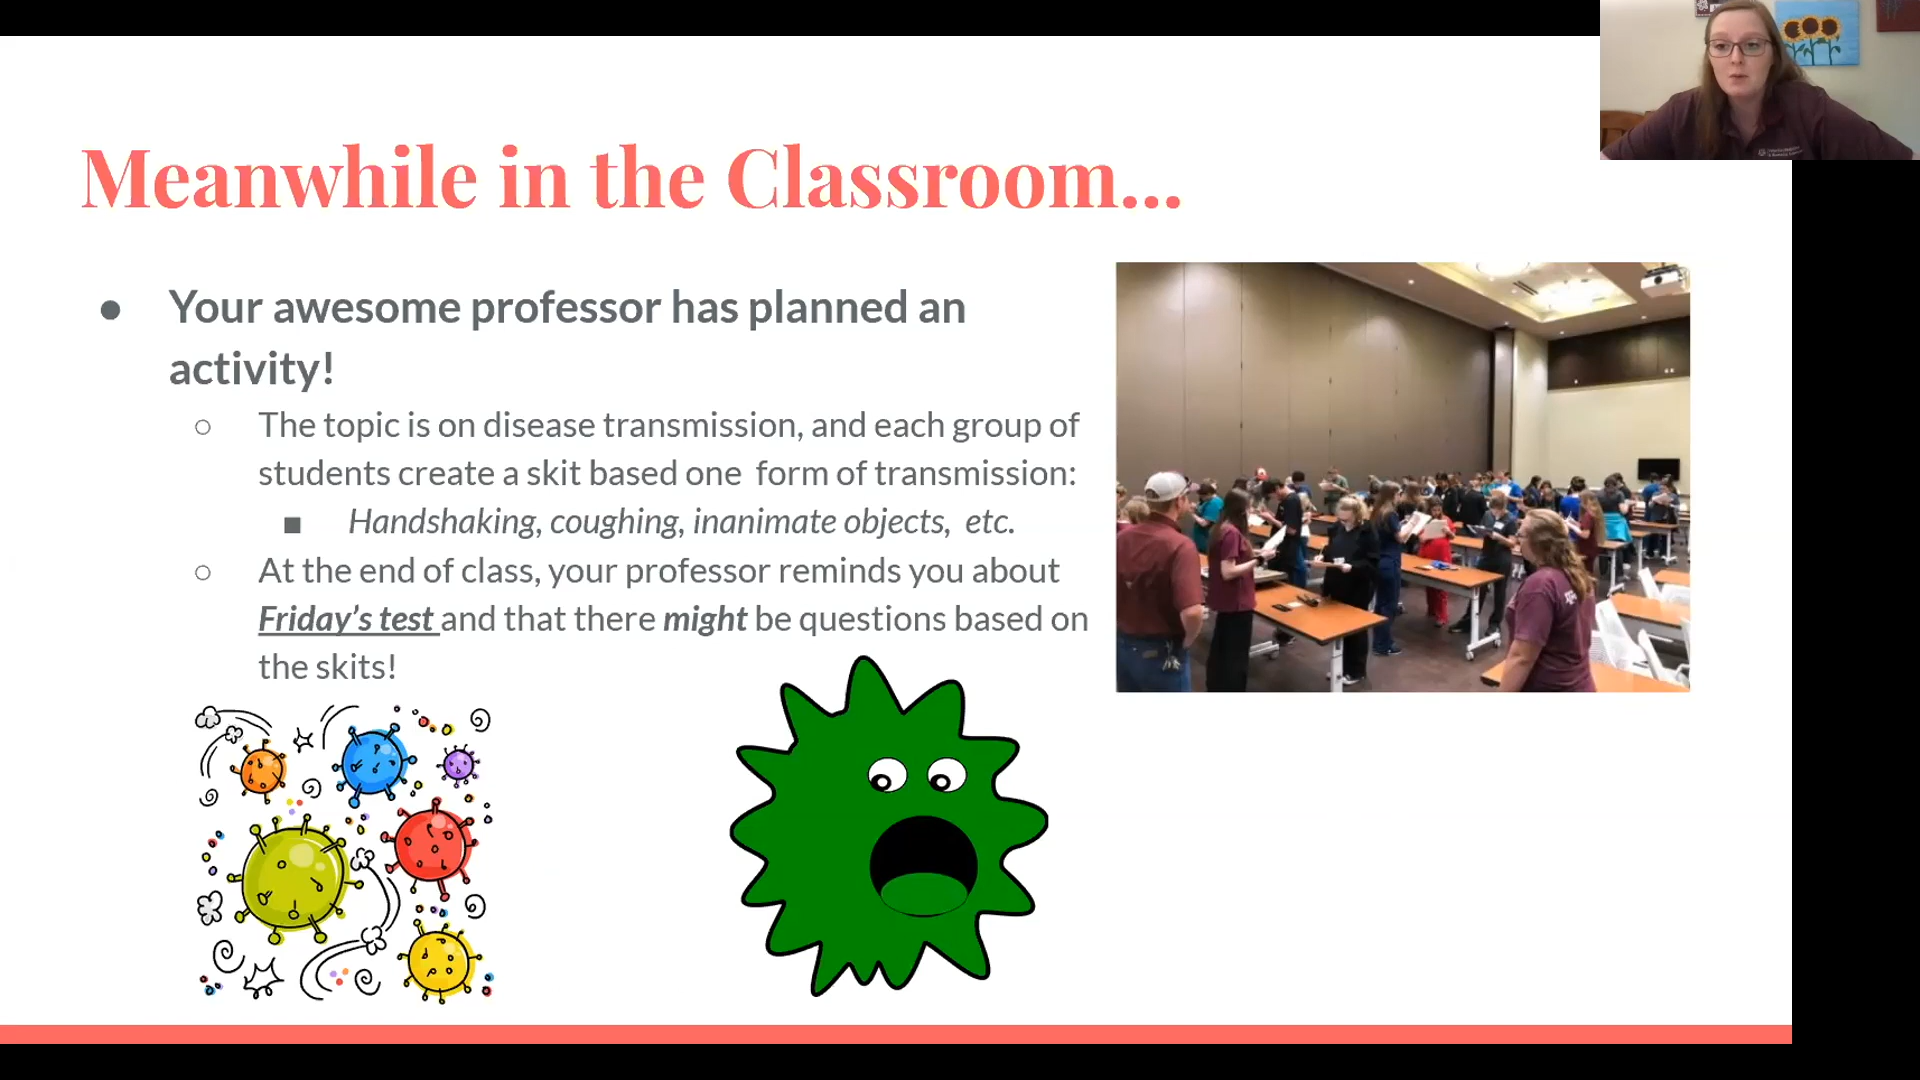 Meanwhile in the Classroom...
● Your awesome professor has planned an
activity!
○ The topic is on disease transmission, and each group of
students create a skit based one form of transmission:
■ Handshaking, coughing, inanimate objects, etc.
○ At the end of class, your professor reminds you about
Friday's test and that there might be questions based on
the skits!